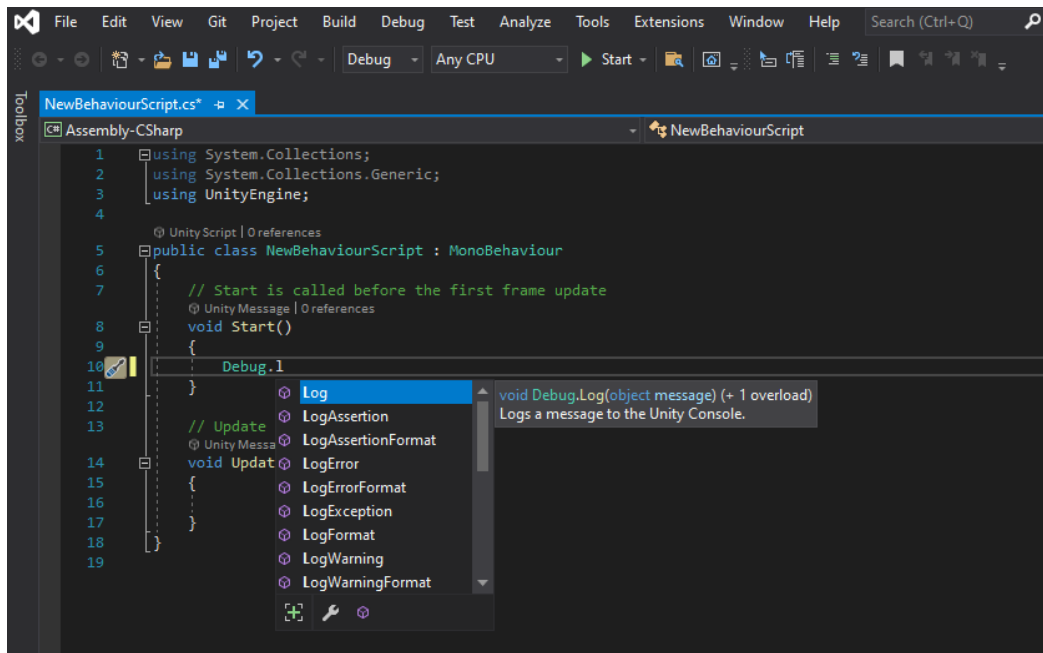 File Edit View Git Project Build Debug Test Analyze Tools Extensions Window Help Search (Ctrl+Q)
Debug Any CPU Start
Toolbox
NewBehaviourScript.cs*
C# Assembly-CSharp NewBehaviourScript
1 using System.Collections;
2 using System.Collections.Generic;
3 using UnityEngine;
4
Unity Script | 0 references
5 public class NewBehaviourScript : MonoBehaviour
6 {
7 // Start is called before the first frame update
Unity Message | 0 references
8 void Start()
9 {
10 Debug.l
11 }
Log
void Debug.Log(object message) (+ 1 overload)
Logs a message to the Unity Console.
12
LogAssertion
13 // Update
LogAssertionFormat
Unity Messa
14 void Updat
LogError
15 {
LogErrorFormat
16
LogException
17 }
LogFormat
18 }
LogWarning
19
LogWarningFormat